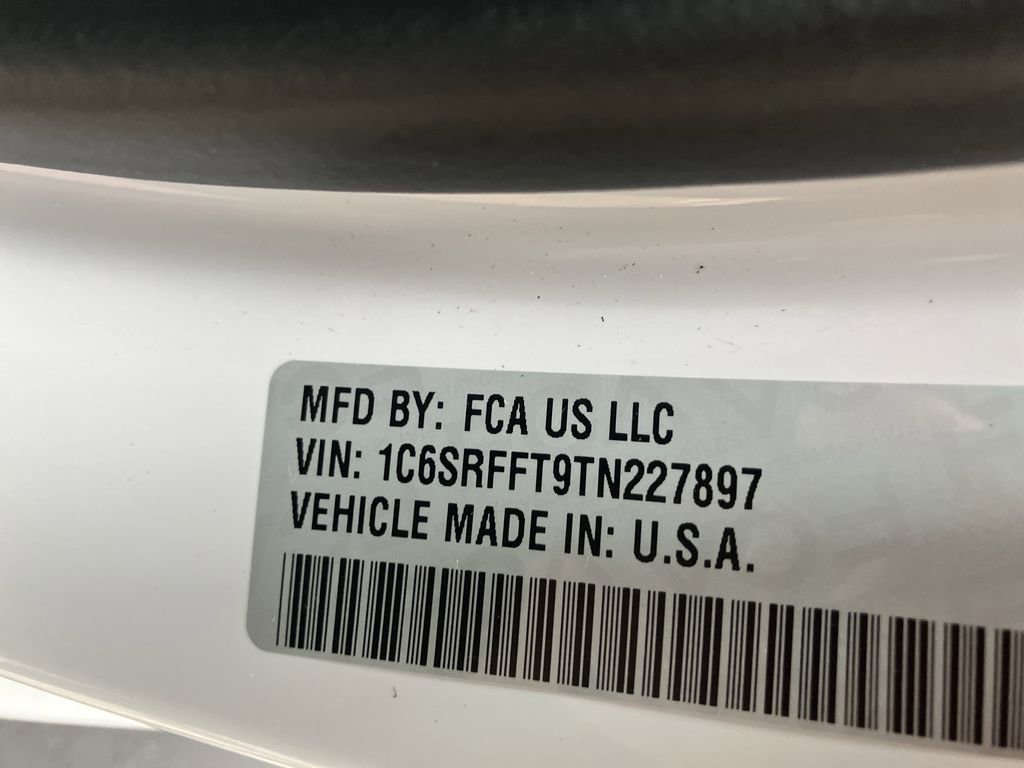 MFD BY: FCA US LLC
VIN: 1C6SRFFT9TN227897
VEHICLE MADE IN: U.S.A.